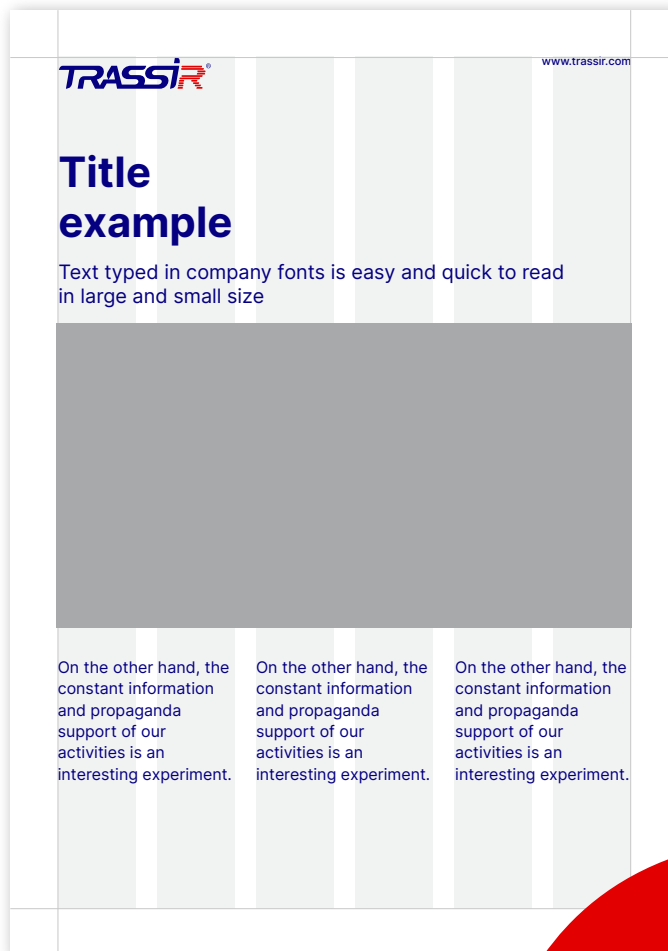 TRASSIR®
www.trassir.com
Title
example
Text typed in company fonts is easy and quick to read
in large and small size
On the other hand, the
constant information
and propaganda
support of our
activities is an
interesting experiment.
On the other hand, the
constant information
and propaganda
support of our
activities is an
interesting experiment.
On the other hand, the
constant information
and propaganda
support of our
activities is an
interesting experiment.